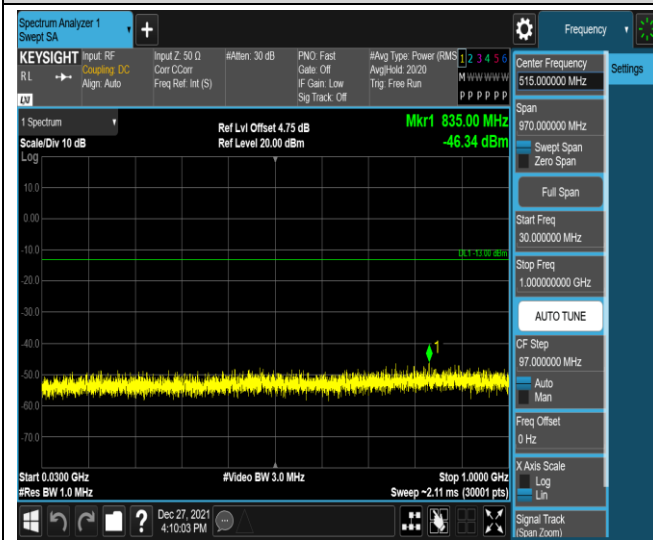 Spectrum Analyzer 1
Swept SA
+
Frequency
KEYSIGHT
RL
LXI
Input: RF
Coupling: DC
Align: Auto
Input Z: 50 Ω
Corr CCorr
Freq Ref: Int (S)
#Atten: 30 dB
PNO: Fast
Gate: Off
IF Gain: Low
Sig Track: Off
#Avg Type: Power (RMS
Avg|Hold: 20/20
Trig: Free Run
1 2 3 4 5 6
M W W W W W
P P P P P P
1 Spectrum
Scale/Div 10 dB
Log
Ref Lvl Offset 4.75 dB
Ref Level 20.00 dBm
Mkr1 835.00 MHz
-46.34 dBm
10.0
0.00
-10.0
DL1 -13.00 dBm
-20.0
-30.0
-40.0
1
-50.0
-60.0
-70.0
Start 0.0300 GHz
#Res BW 1.0 MHz
#Video BW 3.0 MHz
Stop 1.0000 GHz
Sweep ~2.11 ms (30001 pts)
?
Dec 27, 2021
4:10:03 PM
Center Frequency
515.000000 MHz
Settings
Span
970.000000 MHz
Swept Span
Zero Span
Full Span
Start Freq
30.000000 MHz
Stop Freq
1.000000000 GHz
AUTO TUNE
CF Step
97.000000 MHz
Auto
Man
Freq Offset
0 Hz
X Axis Scale
Log
Lin
Signal Track
(Span Zoom)